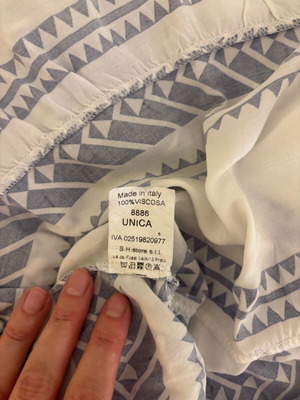 Made in Italy
100%VISCOSA
8886
UNICA
IVA 02519820977
S.H store s.r.l.